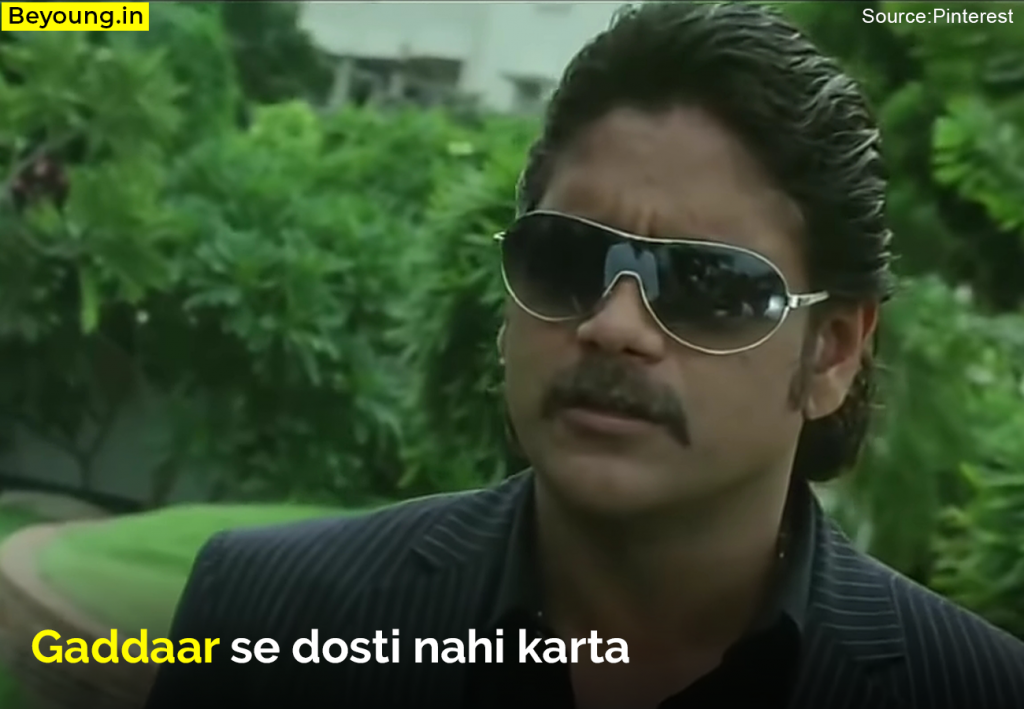 Beyoung.in
Source:Pinterest
Gaddaar se dosti nahi karta